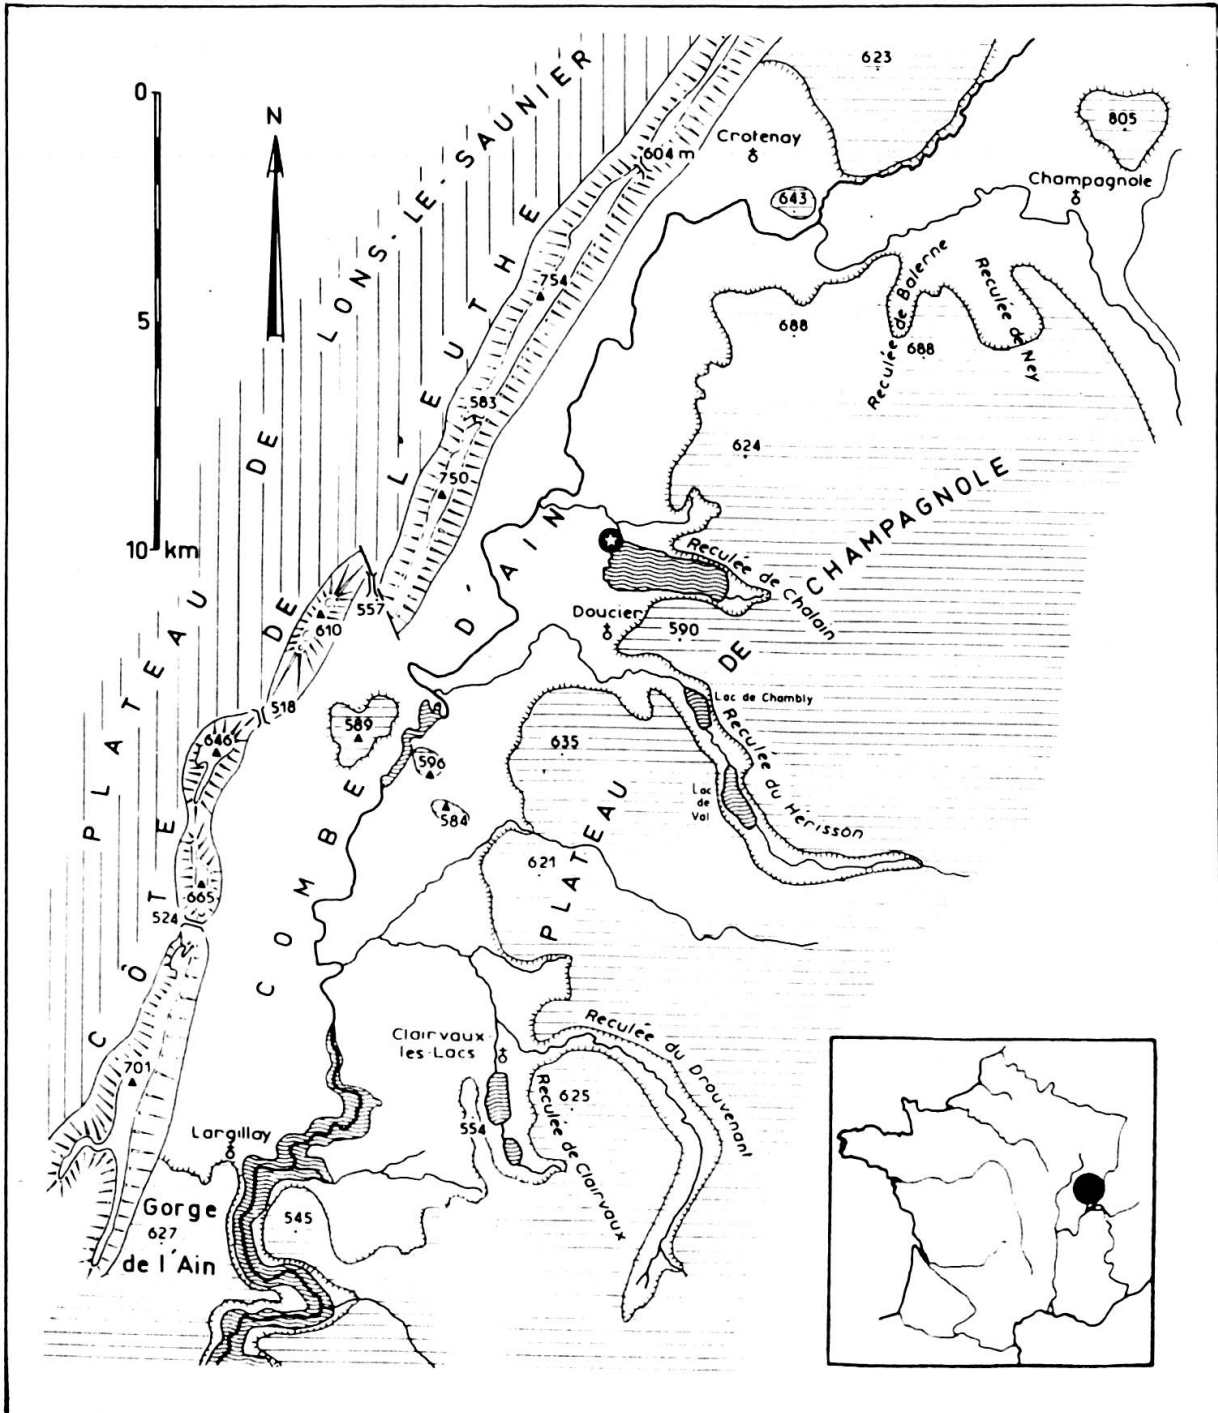 0
5
10 km
N
PLATEAU DE LONS-LE-SAUNIER
CÔTE DE L'EUTHE
COMBE D'AIN
PLATEAU DE CHAMPAGNOLE
623
805
Crotenay
604 m
Champagnole
643
754
688
Reculée de Balerne
688
Reculée de Ney
583
624
750
Reculée de Chalain
557
610
Doucier
590
518
Lac de Chambly
589
646
596
635
Reculée du Hérisson
Lac
de
Val
584
621
665
524
Reculée du Drouvenant
Clairvaux
-les-Lacs
701
625
554
Reculée de Clairvaux
Largillay
Gorge
627
de l'Ain
545